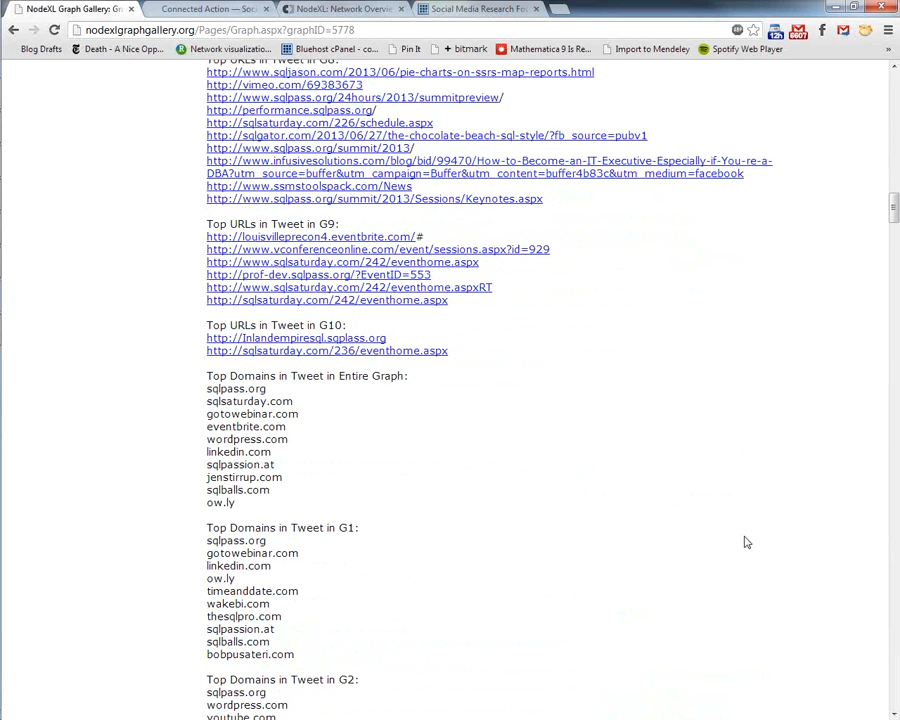 NodeXL Graph Gallery: Gr
Connected Action — Soci
NodeXL: Network Overvie
Social Media Research Fou
nodexlgraphgallery.org/Pages/Graph.aspx?graphID=5778
12h
6607
Blog Drafts
Death - A Nice Opp...
Network visualizatio...
Bluehost cPanel - co...
Pin It
+ bitmark
Mathematica 9 Is Re...
Import to Mendeley
Spotify Web Player
Top URLs in Tweet in G8:
http://www.sqljason.com/2013/06/pie-charts-on-ssrs-map-reports.html
http://vimeo.com/69383673
http://www.sqlpass.org/24hours/2013/summitpreview/
http://performance.sqlpass.org/
http://sqlsaturday.com/226/schedule.aspx
http://sqlgator.com/2013/06/27/the-chocolate-beach-sql-style/?fb_source=pubv1
http://www.sqlpass.org/summit/2013/
http://www.infusivesolutions.com/blog/bid/99470/How-to-Become-an-IT-Executive-Especially-if-You-re-a-
DBA?utm_source=buffer&utm_campaign=Buffer&utm_content=buffer4b83c&utm_medium=facebook
http://www.ssmstoolspack.com/News
http://www.sqlpass.org/summit/2013/Sessions/Keynotes.aspx
Top URLs in Tweet in G9:
http://louisvilleprecon4.eventbrite.com/#
http://www.vconferenceonline.com/event/sessions.aspx?id=929
http://www.sqlsaturday.com/242/eventhome.aspx
http://prof-dev.sqlpass.org/?EventID=553
http://www.sqlsaturday.com/242/eventhome.aspxRT
http://sqlsaturday.com/242/eventhome.aspx
Top URLs in Tweet in G10:
http://Inlandempiresql.sqplass.org
http://sqlsaturday.com/236/eventhome.aspx
Top Domains in Tweet in Entire Graph:
sqlpass.org
sqlsaturday.com
gotowebinar.com
eventbrite.com
wordpress.com
linkedin.com
sqlpassion.at
jenstirrup.com
sqlballs.com
ow.ly
Top Domains in Tweet in G1:
sqlpass.org
gotowebinar.com
linkedin.com
ow.ly
timeanddate.com
wakebi.com
thesqlpro.com
sqlpassion.at
sqlballs.com
bobpusateri.com
Top Domains in Tweet in G2:
sqlpass.org
wordpress.com
youtube.com